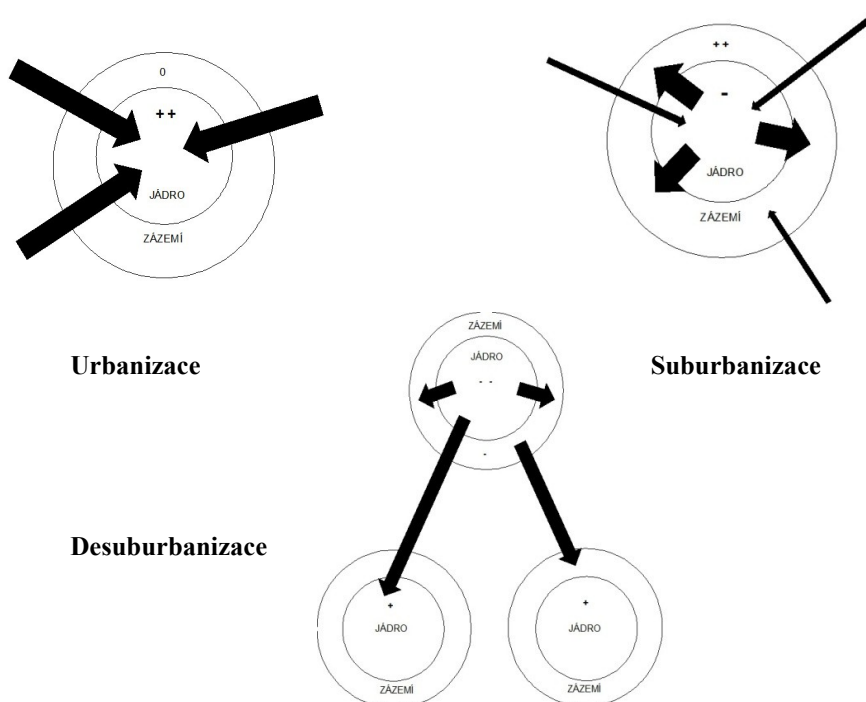 0
++
JÁDRO
ZÁZEMÍ
++
-
JÁDRO
ZÁZEMÍ
Urbanizace
Suburbanizace
ZÁZEMÍ
JÁDRO
- -
-
Desuburbanizace
+
JÁDRO
ZÁZEMÍ
+
JÁDRO
ZÁZEMÍ